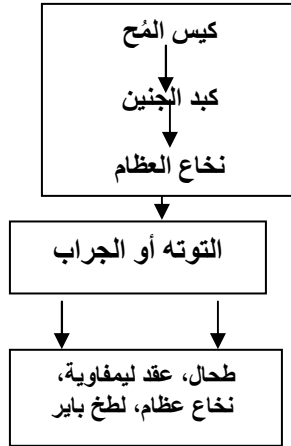 كيس المُح
كبد الجنين
نخاع العظام
التوته أو الجراب
طحال، عقد ليمفاوية،
نخاع عظام، لطخ باير